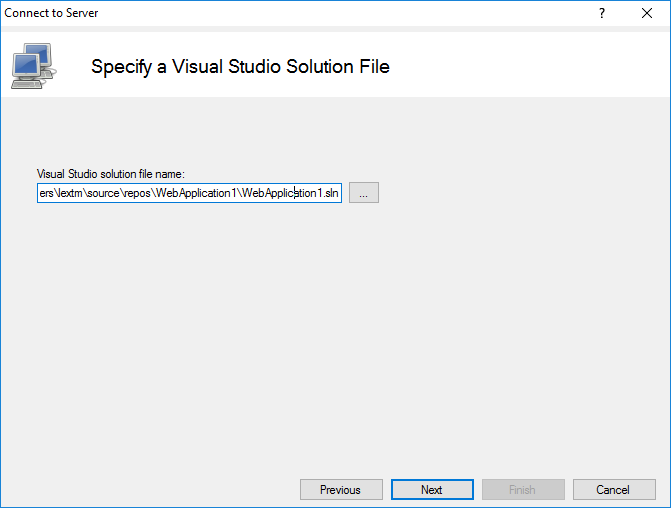 Connect to Server
?
Specify a Visual Studio Solution File
Visual Studio solution file name:
ers\lextm\source\repos\WebApplication1\WebApplication1.sln
...
Previous Next Finish Cancel